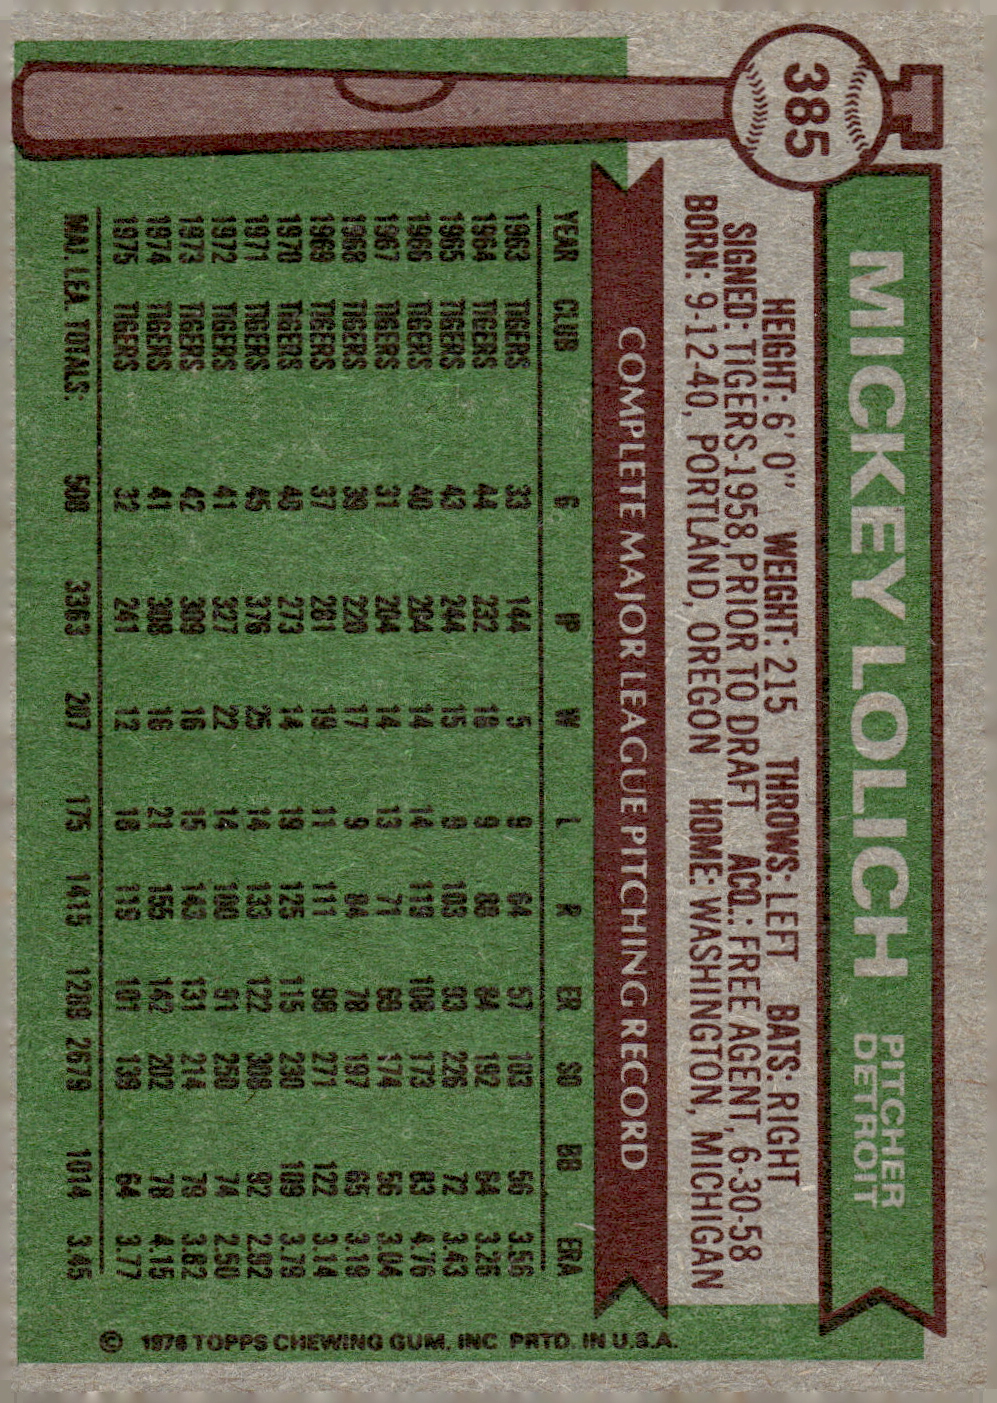 385
MICKEY LOLICH
PITCHER
DETROIT
HEIGHT: 6' 0" WEIGHT: 215 THROWS: LEFT BATS: RIGHT
SIGNED: TIGERS-1958, PRIOR TO DRAFT ACQ.: FREE AGENT, 6-30-58
BORN: 9-12-40, PORTLAND, OREGON HOME: WASHINGTON, MICHIGAN
COMPLETE MAJOR LEAGUE PITCHING RECORD
YEAR CLUB G IP W L R ER SO BB ERA
1963 TIGERS 33 144 5 9 64 57 103 56 3.56
1964 TIGERS 44 232 18 9 88 84 192 64 3.26
1965 TIGERS 43 244 15 9 103 93 226 72 3.43
1966 TIGERS 40 204 14 14 119 108 173 83 4.76
1967 TIGERS 31 204 14 13 71 69 174 56 3.04
1968 TIGERS 39 220 17 9 84 78 197 65 3.19
1969 TIGERS 37 281 19 11 111 98 271 122 3.14
1970 TIGERS 40 273 14 19 125 115 230 109 3.79
1971 TIGERS 45 376 25 14 133 122 308 92 2.92
1972 TIGERS 41 327 22 14 100 91 250 74 2.50
1973 TIGERS 42 309 16 15 143 131 214 79 3.82
1974 TIGERS 41 308 16 21 155 142 202 78 4.15
1975 TIGERS 32 241 12 18 119 101 139 64 3.77
MAJ. LEA. TOTALS: 508 3363 207 175 1415 1289 2679 1014 3.45
© 1976 TOPPS CHEWING GUM, INC PRTD. IN U.S.A.